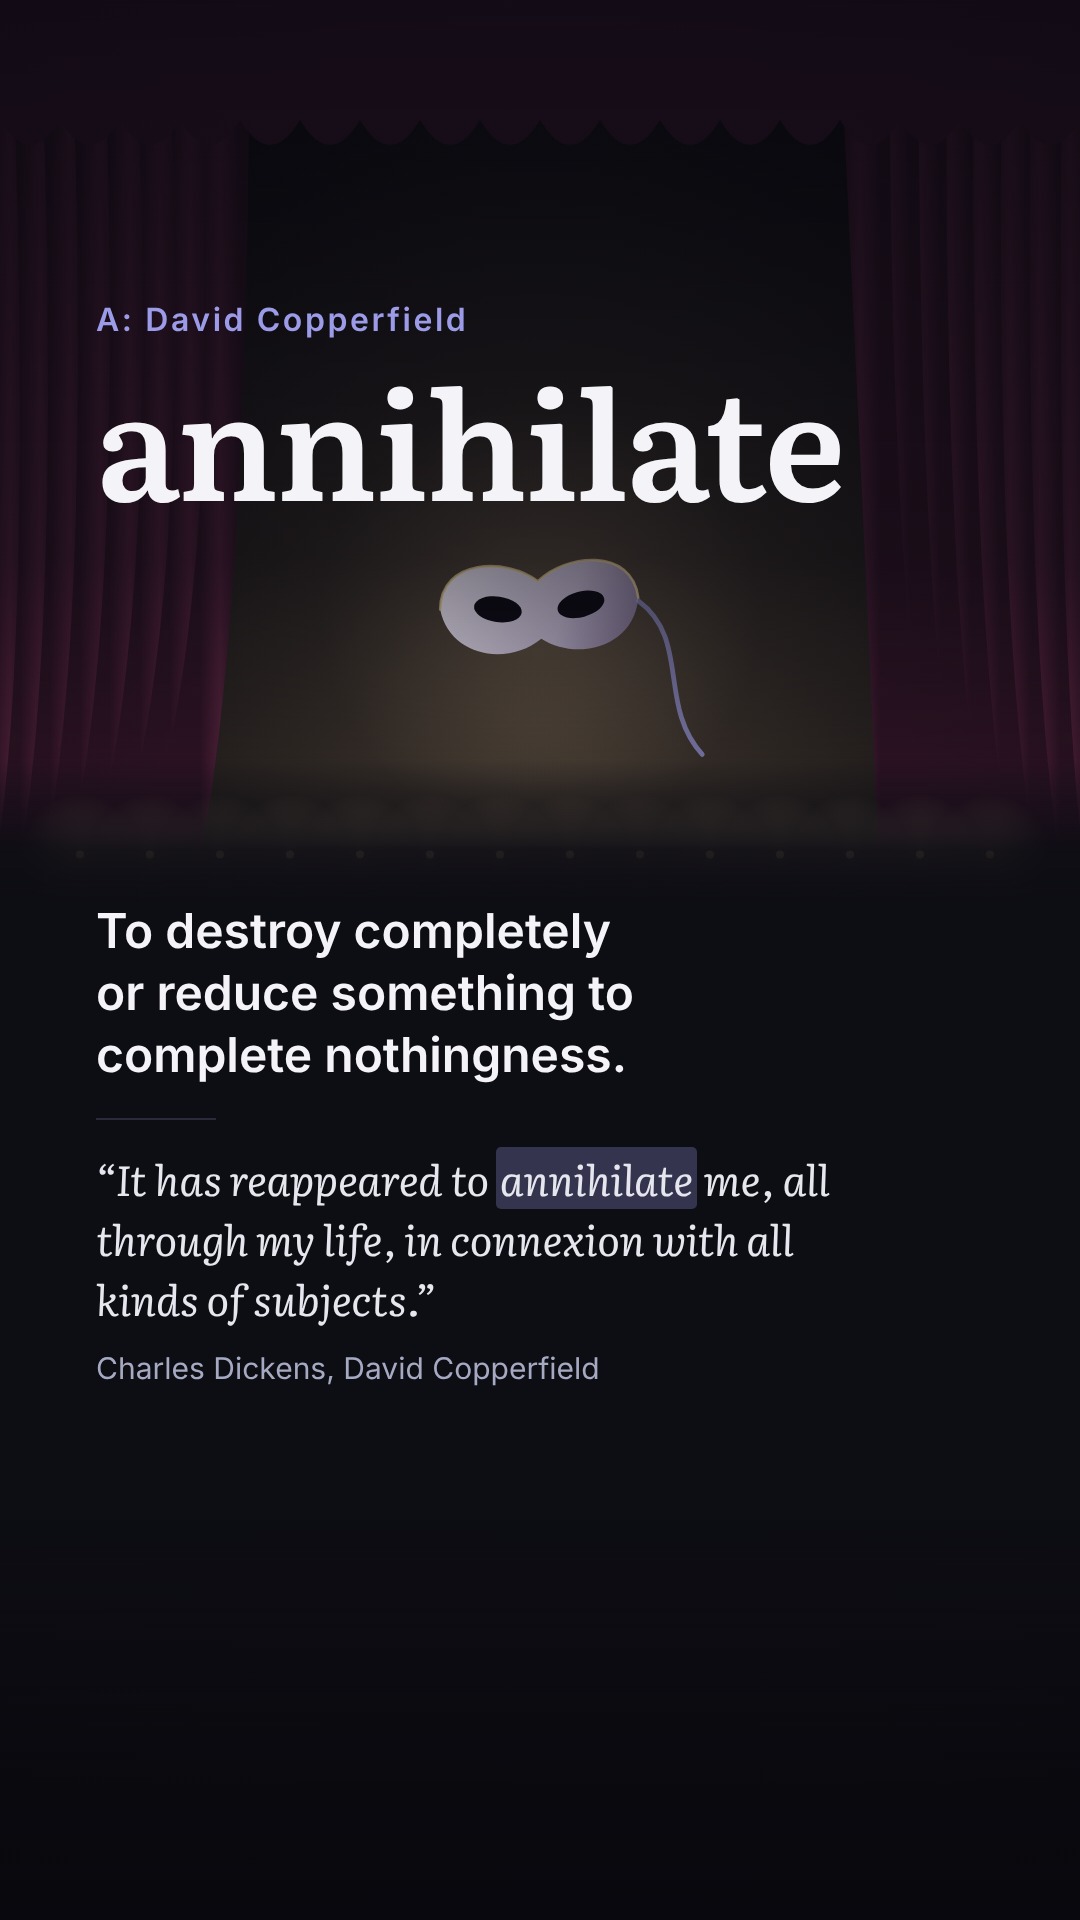 A: David Copperfield
annihilate
To destroy completely
or reduce something to
complete nothingness.
“It has reappeared to annihilate me, all
through my life, in connexion with all
kinds of subjects.”
Charles Dickens, David Copperfield